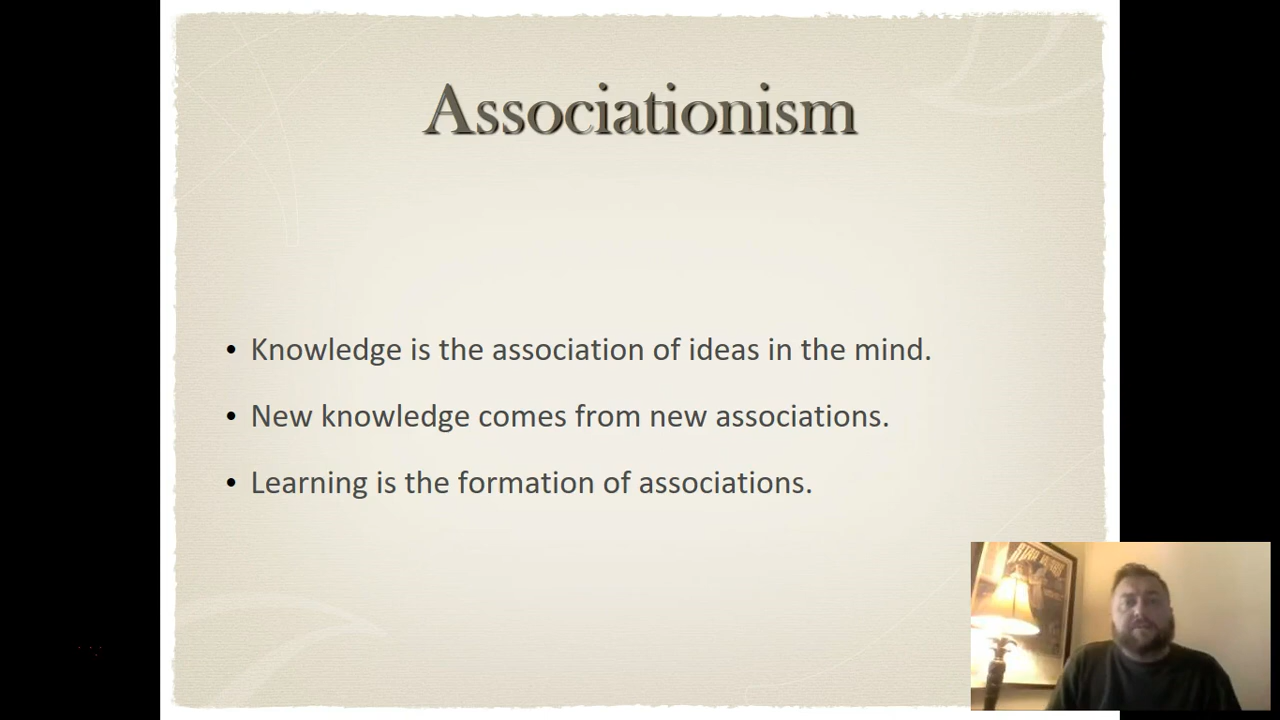 Associationism
• Knowledge is the association of ideas in the mind.
• New knowledge comes from new associations.
• Learning is the formation of associations.